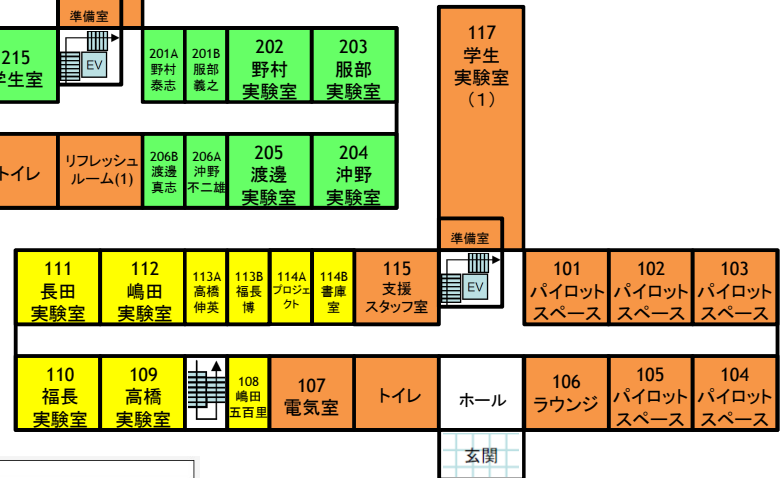 準備室
EV
215
学生室
201A
野村
泰志
201B
服部
義之
202
野村
実験室
203
服部
実験室
トイレ
リフレッシュ
ルーム(1)
206B
渡邊
真志
206A
沖野
不二雄
205
渡邊
実験室
204
沖野
実験室
117
学生
実験室
(1)
準備室
EV
111
長田
実験室
112
嶋田
実験室
113A
高橋
伸英
113B
福長
博
114A
プロジェ
クト
114B
書庫
室
115
支援
スタッフ室
101
パイロット
スペース
102
パイロット
スペース
103
パイロット
スペース
110
福長
実験室
109
高橋
実験室
108
嶋田
五百里
107
電気室
トイレ
ホール
106
ラウンジ
105
パイロット
スペース
104
パイロット
スペース
玄関